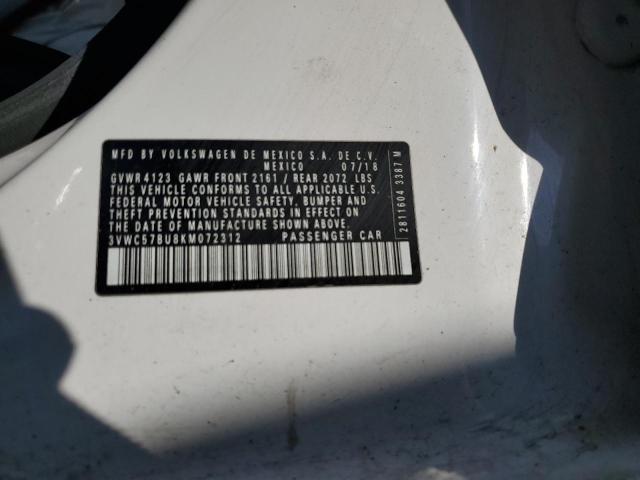 MFD BY VOLKSWAGEN DE MEXICO S.A. DE C.V.
MEXICO 07/18
GVWR 4123 GAWR FRONT 2161 / REAR 2072 LBS
THIS VEHICLE CONFORMS TO ALL APPLICABLE U.S.
FEDERAL MOTOR VEHICLE SAFETY, BUMPER AND
THEFT PREVENTION STANDARDS IN EFFECT ON THE
DATE OF MANUFACTURE SHOWN ABOVE.
3VWC57BU8KM072312 PASSENGER CAR
2811604 3387 M